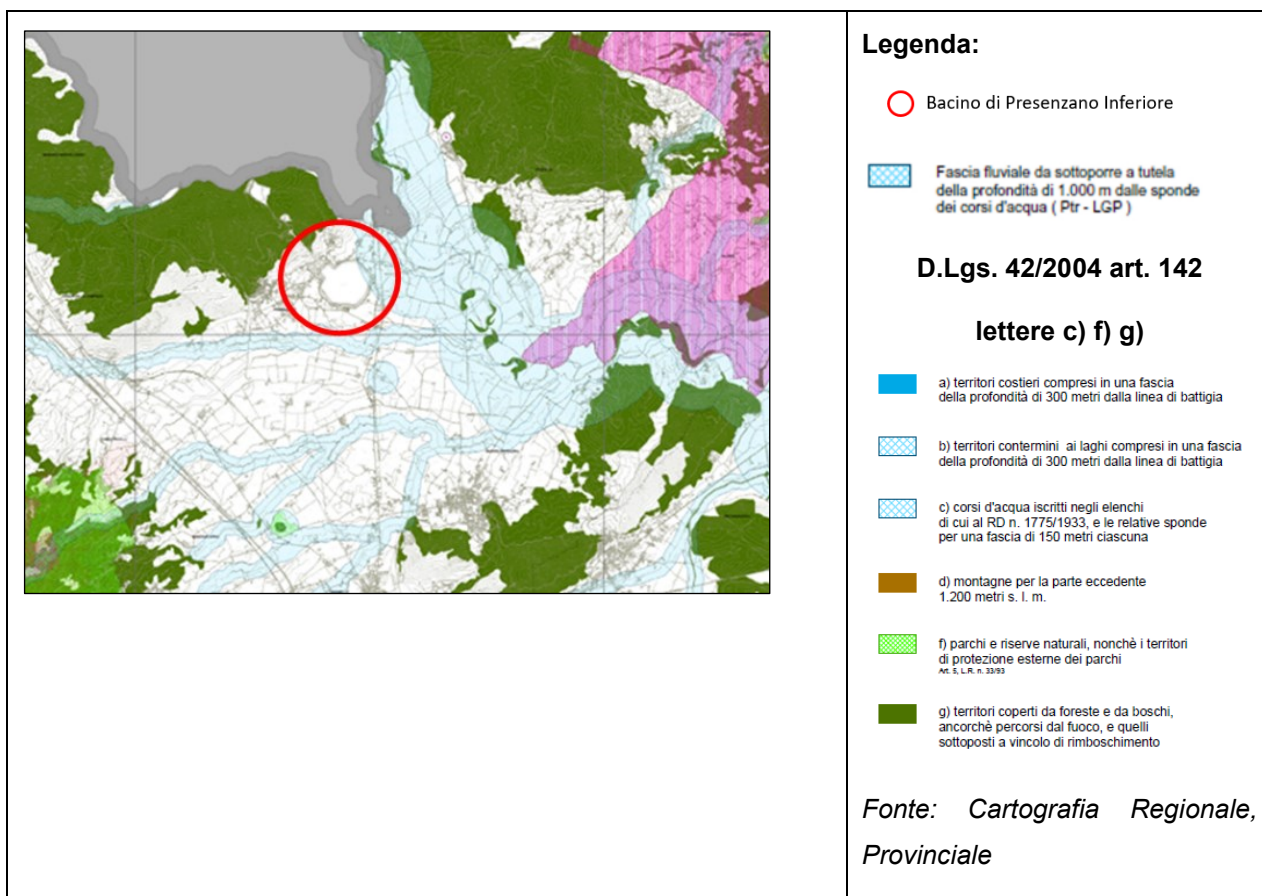 Legenda:
Bacino di Presenzano Inferiore
Fascia fluviale da sottoporre a tutela
della profondità di 1.000 m dalle sponde
dei corsi d'acqua ( Ptr - LGP )
D.Lgs. 42/2004 art. 142
lettere c) f) g)
a) territori costieri compresi in una fascia
della profondità di 300 metri dalla linea di battigia
b) territori contermini ai laghi compresi in una fascia
della profondità di 300 metri dalla linea di battigia
c) corsi d'acqua iscritti negli elenchi
di cui al RD n. 1775/1933, e le relative sponde
per una fascia di 150 metri ciascuna
d) montagne per la parte eccedente
1.200 metri s. l. m.
f) parchi e riserve naturali, nonchè i territori
di protezione esterne dei parchi
Art. 5, L.R. n. 33/93
g) territori coperti da foreste e da boschi,
ancorchè percorsi dal fuoco, e quelli
sottoposti a vincolo di rimboschimento
Fonte: Cartografia Regionale,
Provinciale